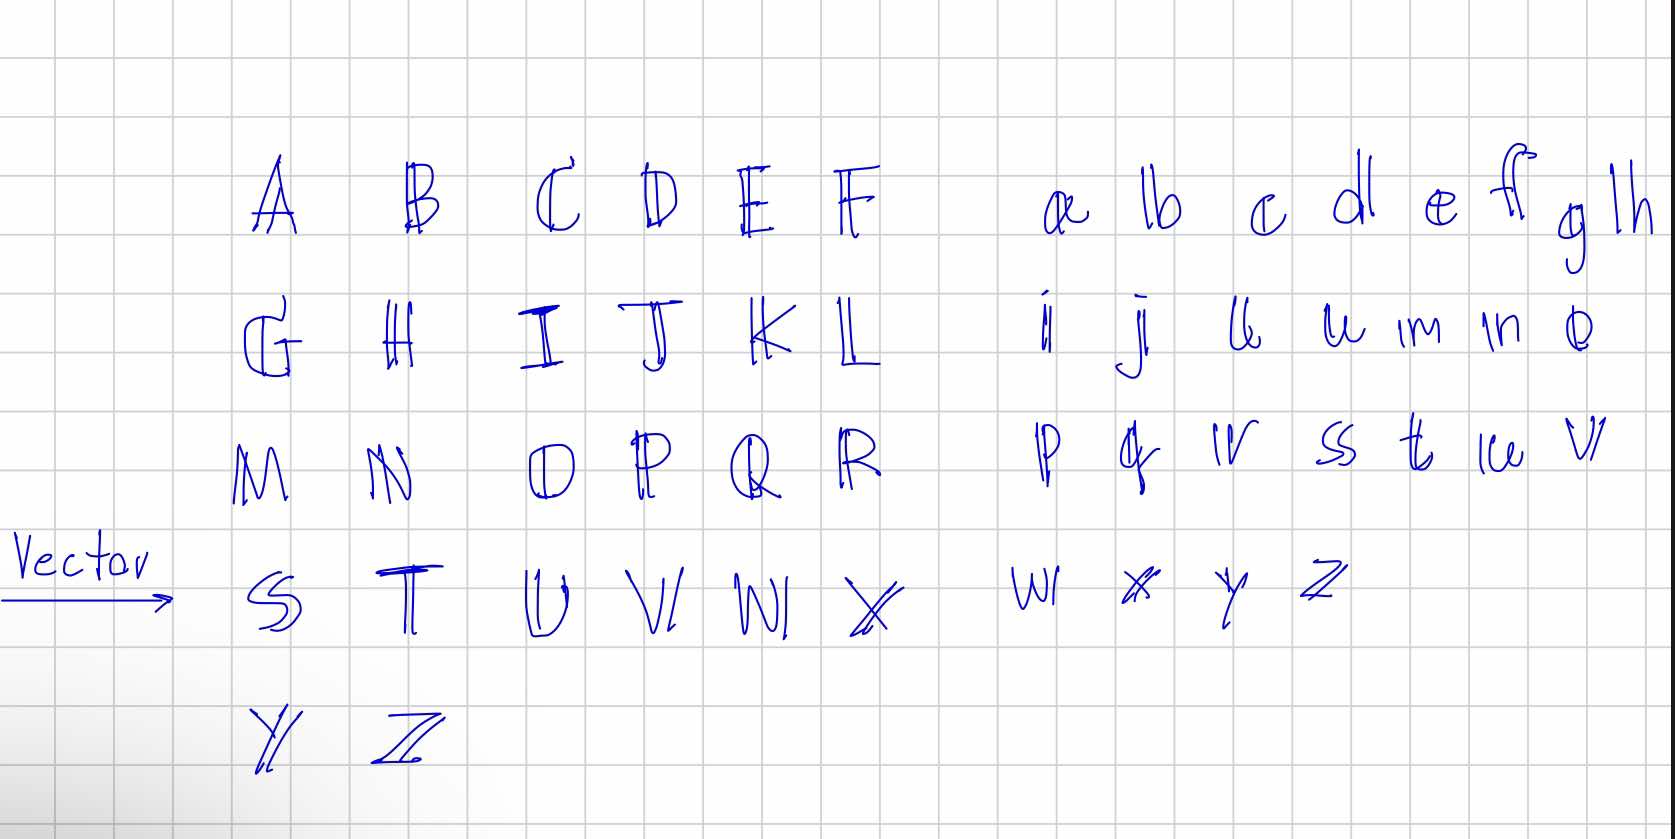 A B C D E F a b c d e f g h
G H I J K L i j k l m n o
M N O P Q R p q r s t u v
Vector
S T U V W X w x y z
Y Z